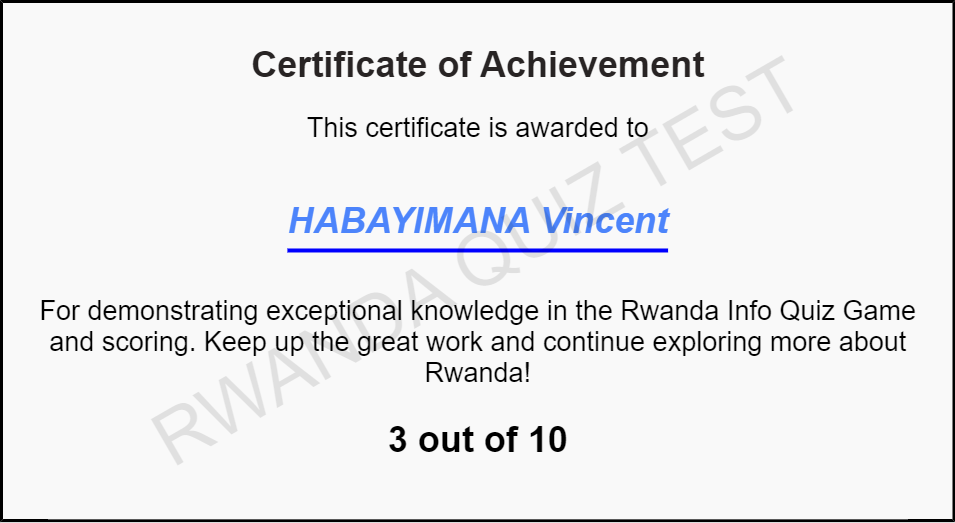 Certificate of Achievement
This certificate is awarded to
HABAYIMANA Vincent
For demonstrating exceptional knowledge in the Rwanda Info Quiz Game
and scoring. Keep up the great work and continue exploring more about
Rwanda!
3 out of 10
RWANDA QUIZ TEST